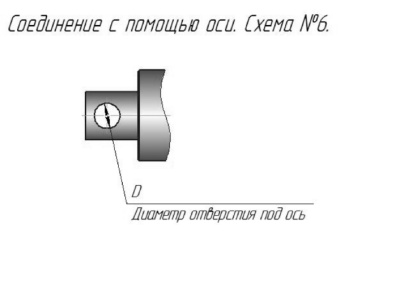 Соединение с помощью оси. Схема №6.
D
Диаметр отверстия под ось